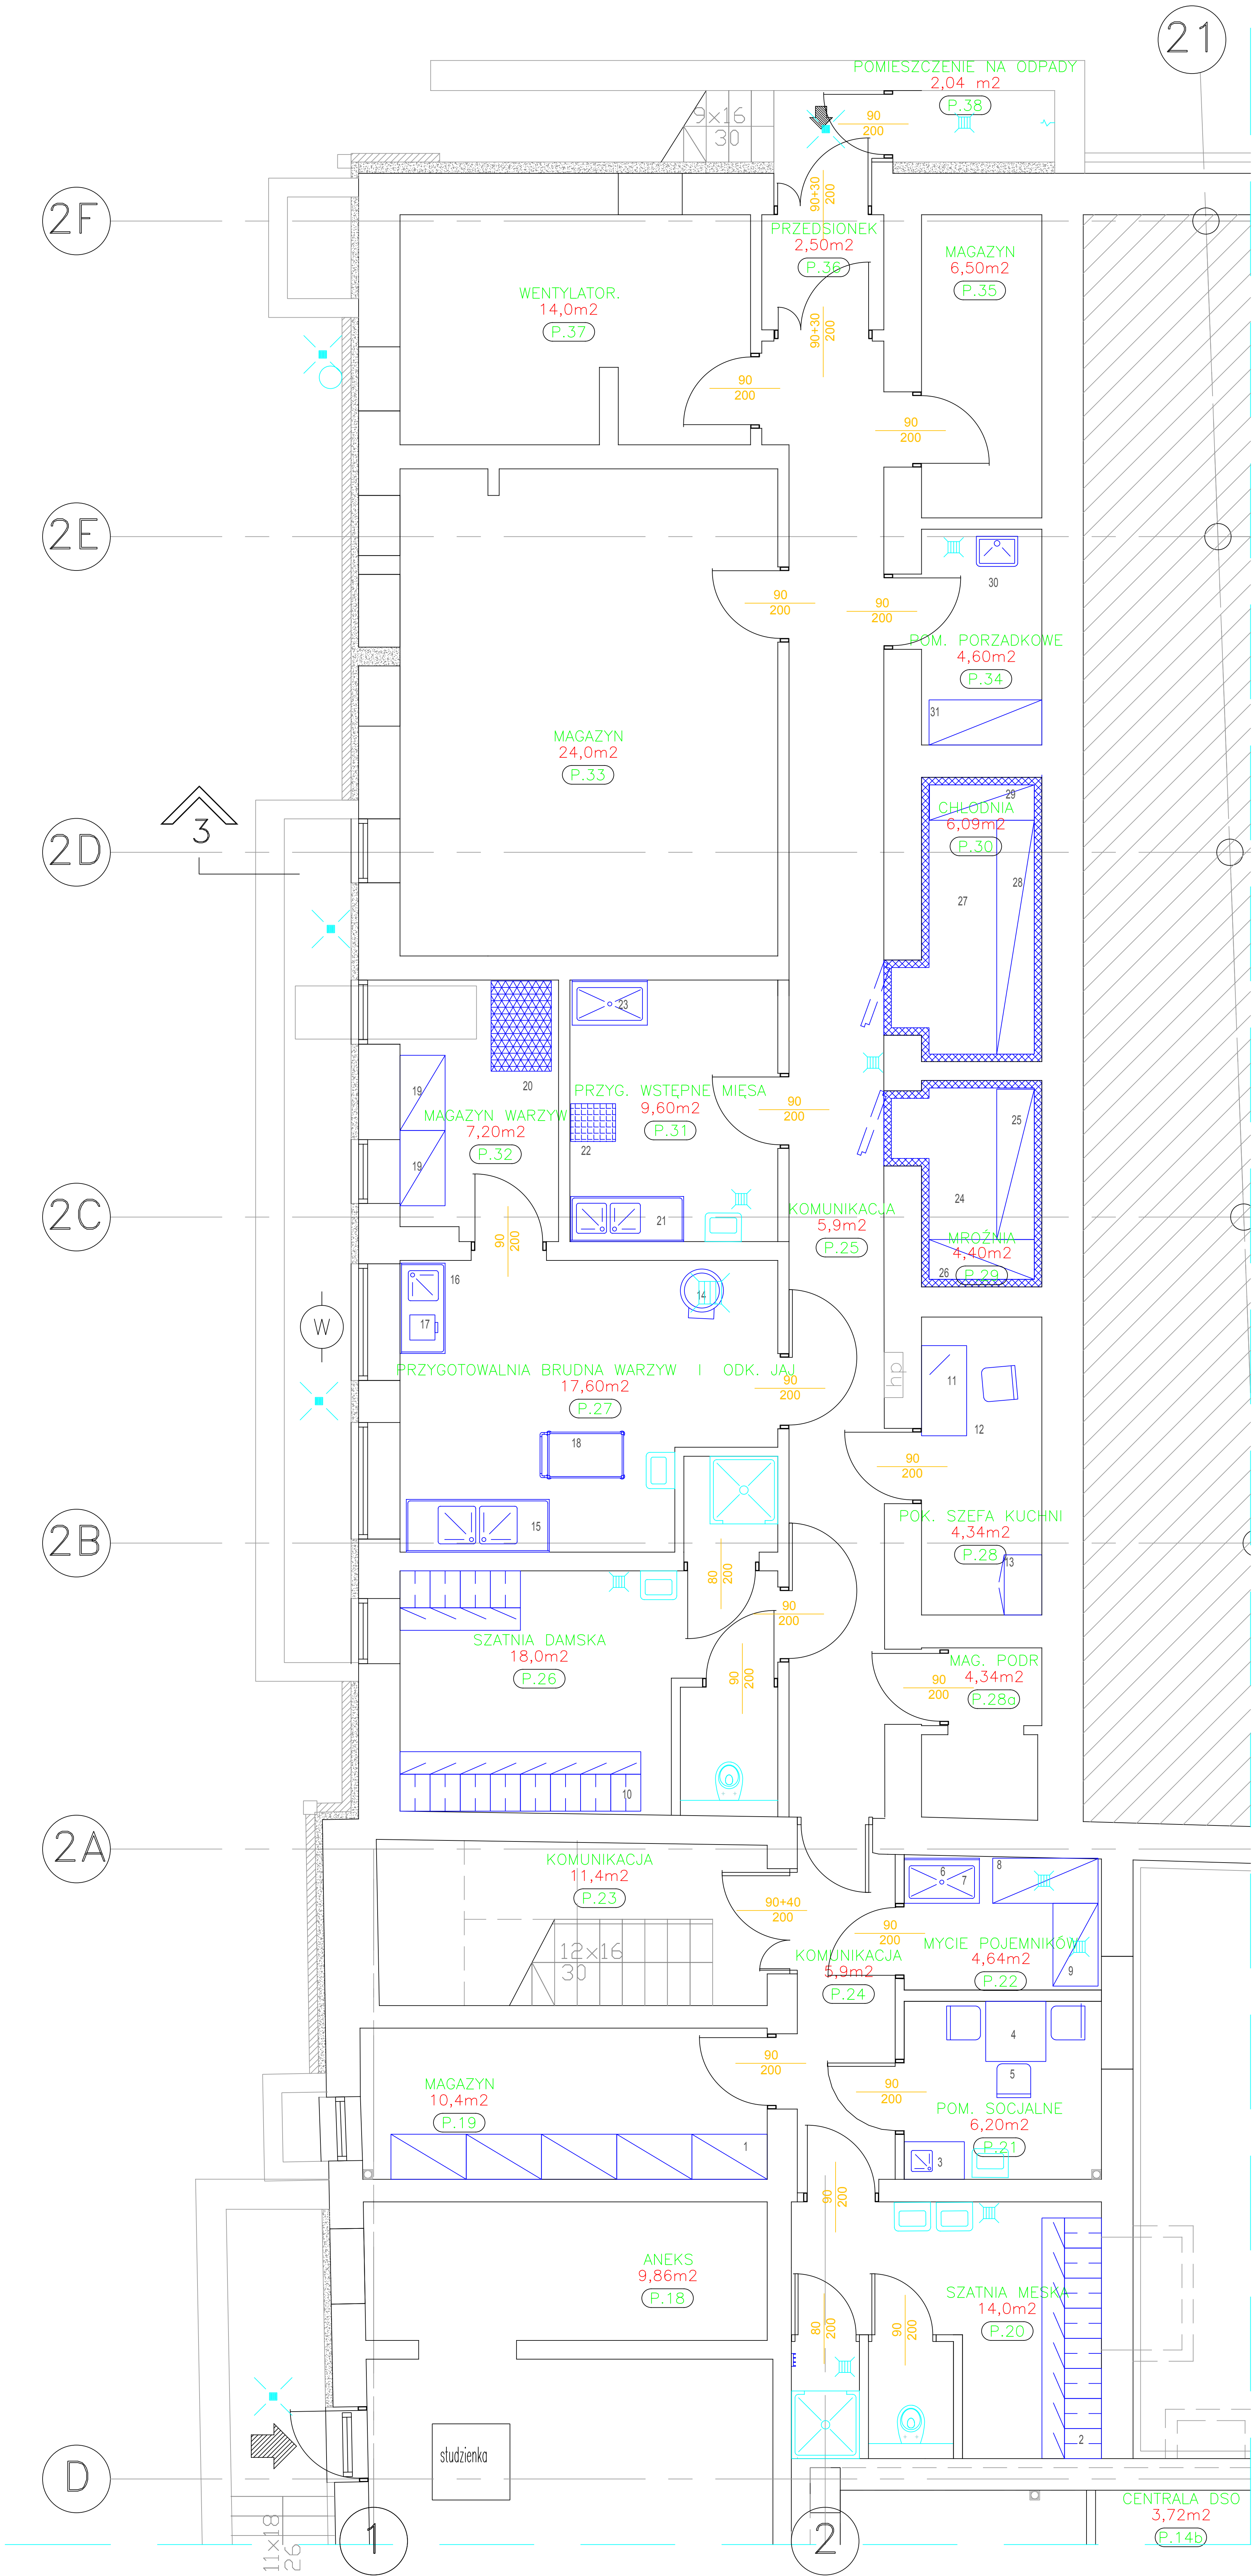 21
POMIESZCZENIE NA ODPADY
2,04 m2
P.38
9x16
30
90
200
2F
90+30
200
PRZEDSIONEK
2,50m2
P.36
MAGAZYN
6,50m2
P.35
WENTYLATOR.
14,0m2
P.37
90+30
200
90
200
90
200
2E
30
90
200
90
200
POM. PORZADKOWE
4,60m2
P.34
31
MAGAZYN
24,0m2
P.33
3
29
CHŁODNIA
6,09m2
P.30
2D
28
27
23
20
19
PRZYG. WSTĘPNE MIĘSA
9,60m2
P.31
90
200
MAGAZYN WARZYW
7,20m2
P.32
22
19
25
24
2C
21
KOMUNIKACJA
5,9m2
P.25
MROŹNIA
4,40m2
P.29
26
90
200
16
17
14
W
PRZYGOTOWALNIA BRUDNA WARZYW I ODK. JAJ
17,60m2
P.27
90
200
hp
11
12
18
90
200
15
POK. SZEFA KUCHNI
4,34m2
P.28
13
2B
80
200
90
200
SZATNIA DAMSKA
18,0m2
P.26
90
200
MAG. PODR
4,34m2
P.28a
90
200
10
2A
KOMUNIKACJA
11,4m2
P.23
12x16
30
90+40
200
6
7
8
90
200
MYCIE POJEMNIKÓW
4,64m2
P.22
9
KOMUNIKACJA
5,9m2
P.24
4
5
90
200
90
200
MAGAZYN
10,4m2
P.19
1
POM. SOCJALNE
6,20m2
P.21
3
90
200
ANEKS
9,86m2
P.18
SZATNIA MESKA
14,0m2
P.20
80
200
90
200
2
studzienka
D
11x18
26
1
2
CENTRALA DSO
3,72m2
P.14b